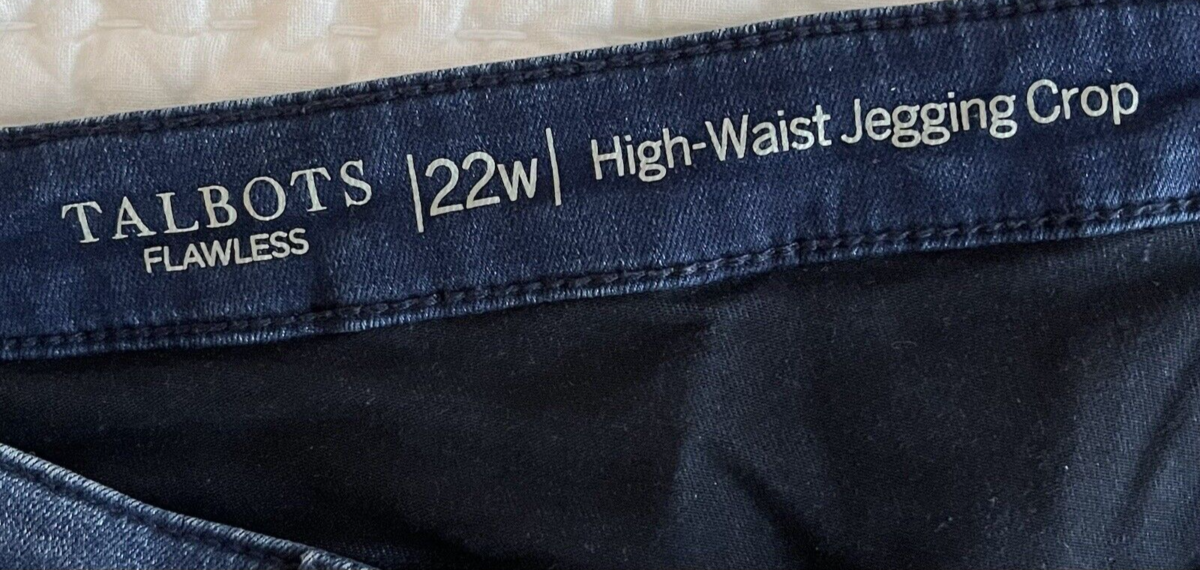 TALBOTS |22w| High-Waist Jegging Crop
FLAWLESS